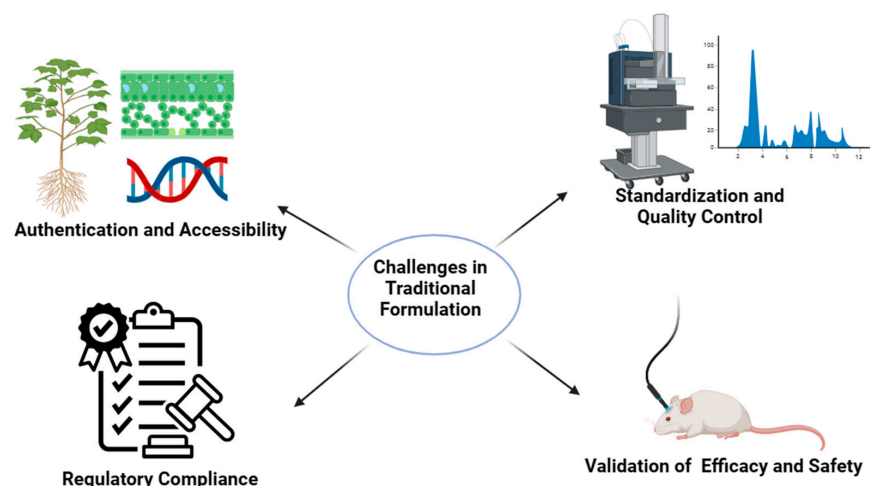 Authentication and Accessibility
100
80
60
40
20
0
2 4 6 8 10 12
Standardization and
Quality Control
Challenges in
Traditional
Formulation
Regulatory Compliance
Validation of Efficacy and Safety